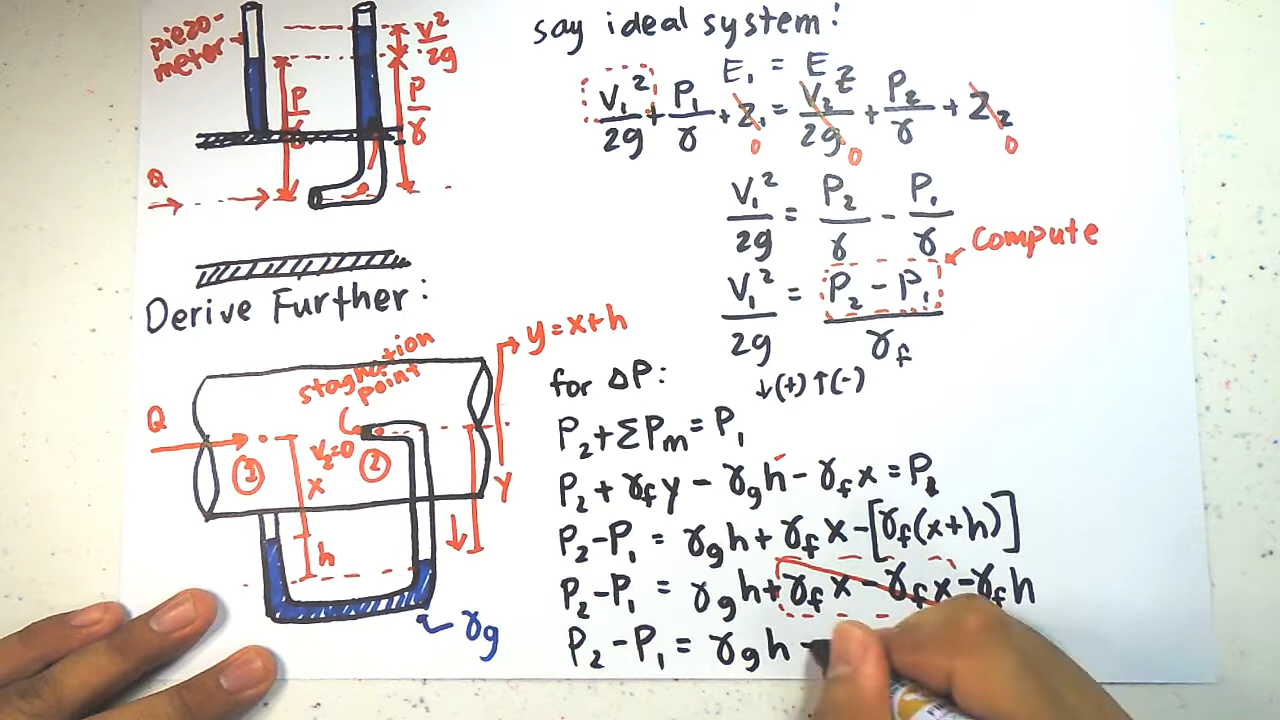 piezo-
meter
V²/2g
P/γ
P/γ
Q
say ideal system:
E₁ = E₂
V₁²/2g + P₁/γ + Z₁ = V₂²/2g + P₂/γ + Z₂
0 0 0
V₁²/2g = P₂/γ - P₁/γ
Compute
V₁²/2g = (P₂ - P₁)/γf
Derive Further:
y = x+h
stagnation
point
Q
V₂=0
②
x
y
h
γg
for ΔP:
↓(+) ↑(-)
P₂ + ΣPm = P₁
P₂ + γf y - γg h - γf x = P₁
P₂ - P₁ = γg h + γf x - [γf (x+h)]
P₂ - P₁ = γg h + γf x - γf x - γf h
P₂ - P₁ = γg h -